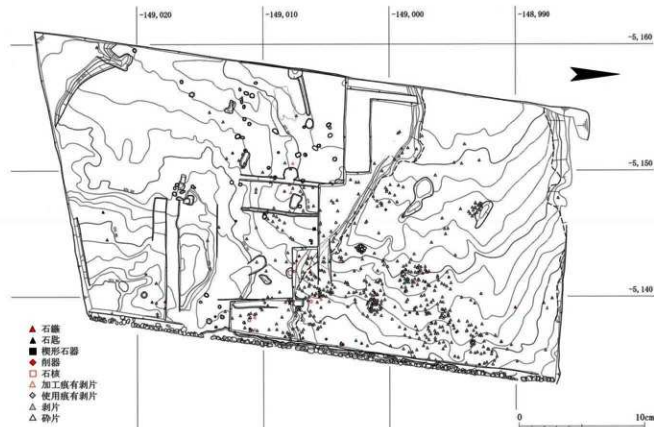 -149,020
-149,010
-149,000
-148,990
-5,160
-5,150
-5,140
石鏃
石匙
楔形石器
削器
石核
加工痕有剥片
使用痕有剥片
剥片
砕片
0 10cm